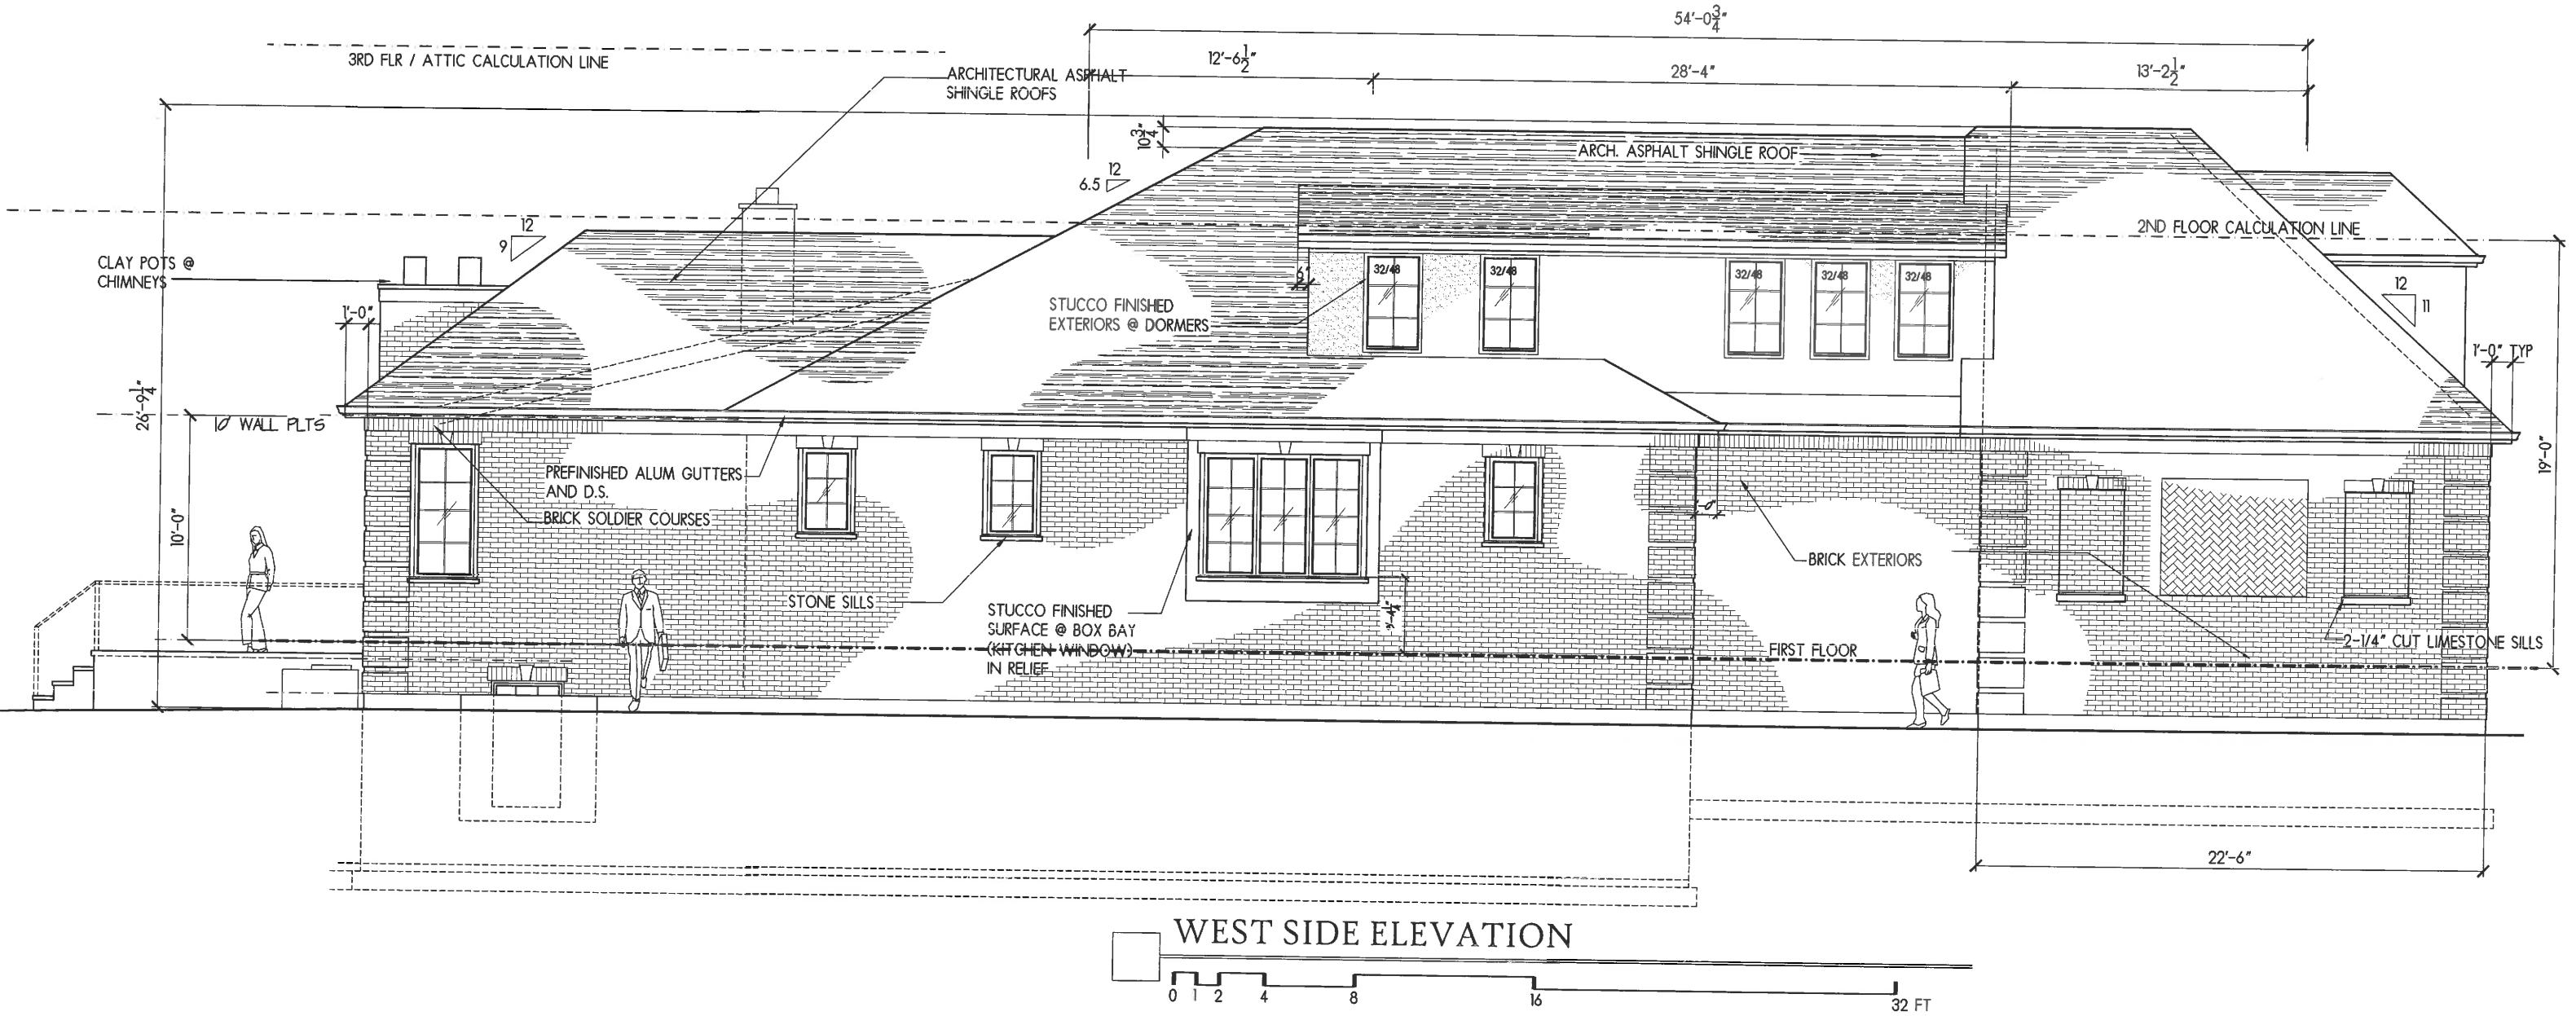 54'-0 3/4"
3RD FLR / ATTIC CALCULATION LINE
ARCHITECTURAL ASPHALT
SHINGLE ROOFS
12'-6 1/2"
28'-4"
13'-2 1/2"
10 3/4"
ARCH. ASPHALT SHINGLE ROOF
12
6.5
12
9
2ND FLOOR CALCULATION LINE
CLAY POTS @
CHIMNEYS
1'-0"
STUCCO FINISHED
EXTERIORS @ DORMERS
6"
32/48
32/48
32/48
32/48
32/48
12
11
1'-0" TYP
26'-9 1/4"
10' WALL PLTS
10'-0"
19'-0"
PREFINISHED ALUM GUTTERS
AND D.S.
BRICK SOLDIER COURSES
STONE SILLS
STUCCO FINISHED
SURFACE @ BOX BAY
(KITCHEN WINDOW)
IN RELIEF
BRICK EXTERIORS
FIRST FLOOR
2-1/4" CUT LIMESTONE SILLS
22'-6"
WEST SIDE ELEVATION
0 1 2 4 8 16 32 FT